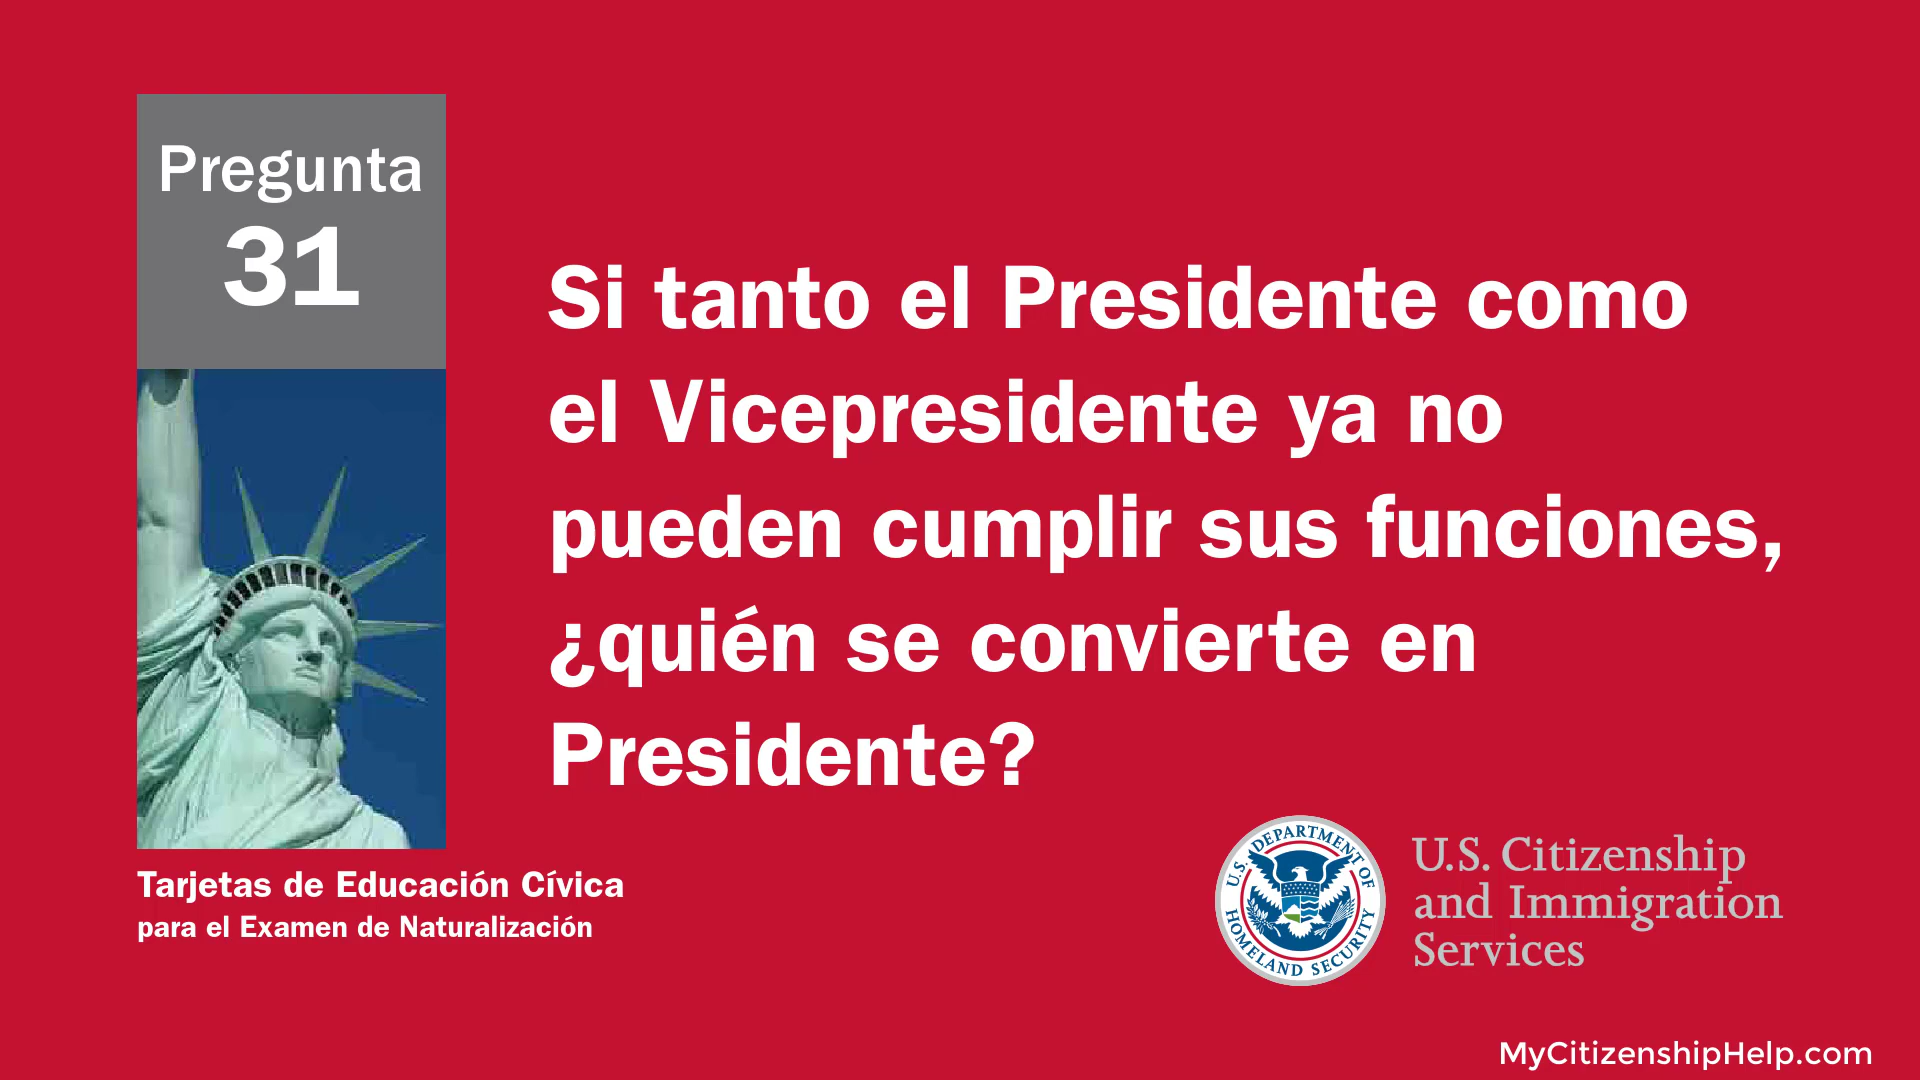 Pregunta
31
Si tanto el Presidente como
el Vicepresidente ya no
pueden cumplir sus funciones,
¿quién se convierte en
Presidente?
Tarjetas de Educación Cívica
para el Examen de Naturalización
U.S. DEPARTMENT OF
HOMELAND SECURITY
U.S. Citizenship
and Immigration
Services
MyCitizenshipHelp.com